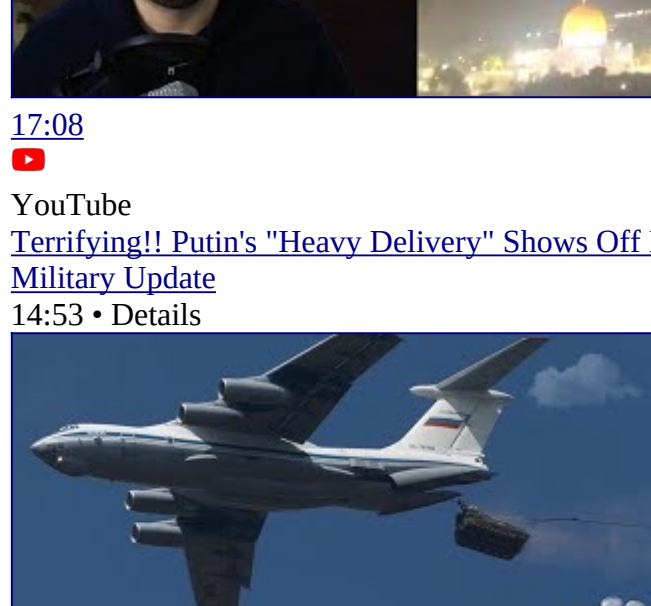 17:08
YouTube
Terrifying!! Putin's "Heavy Delivery" Shows Off
Military Update
14:53 • Details